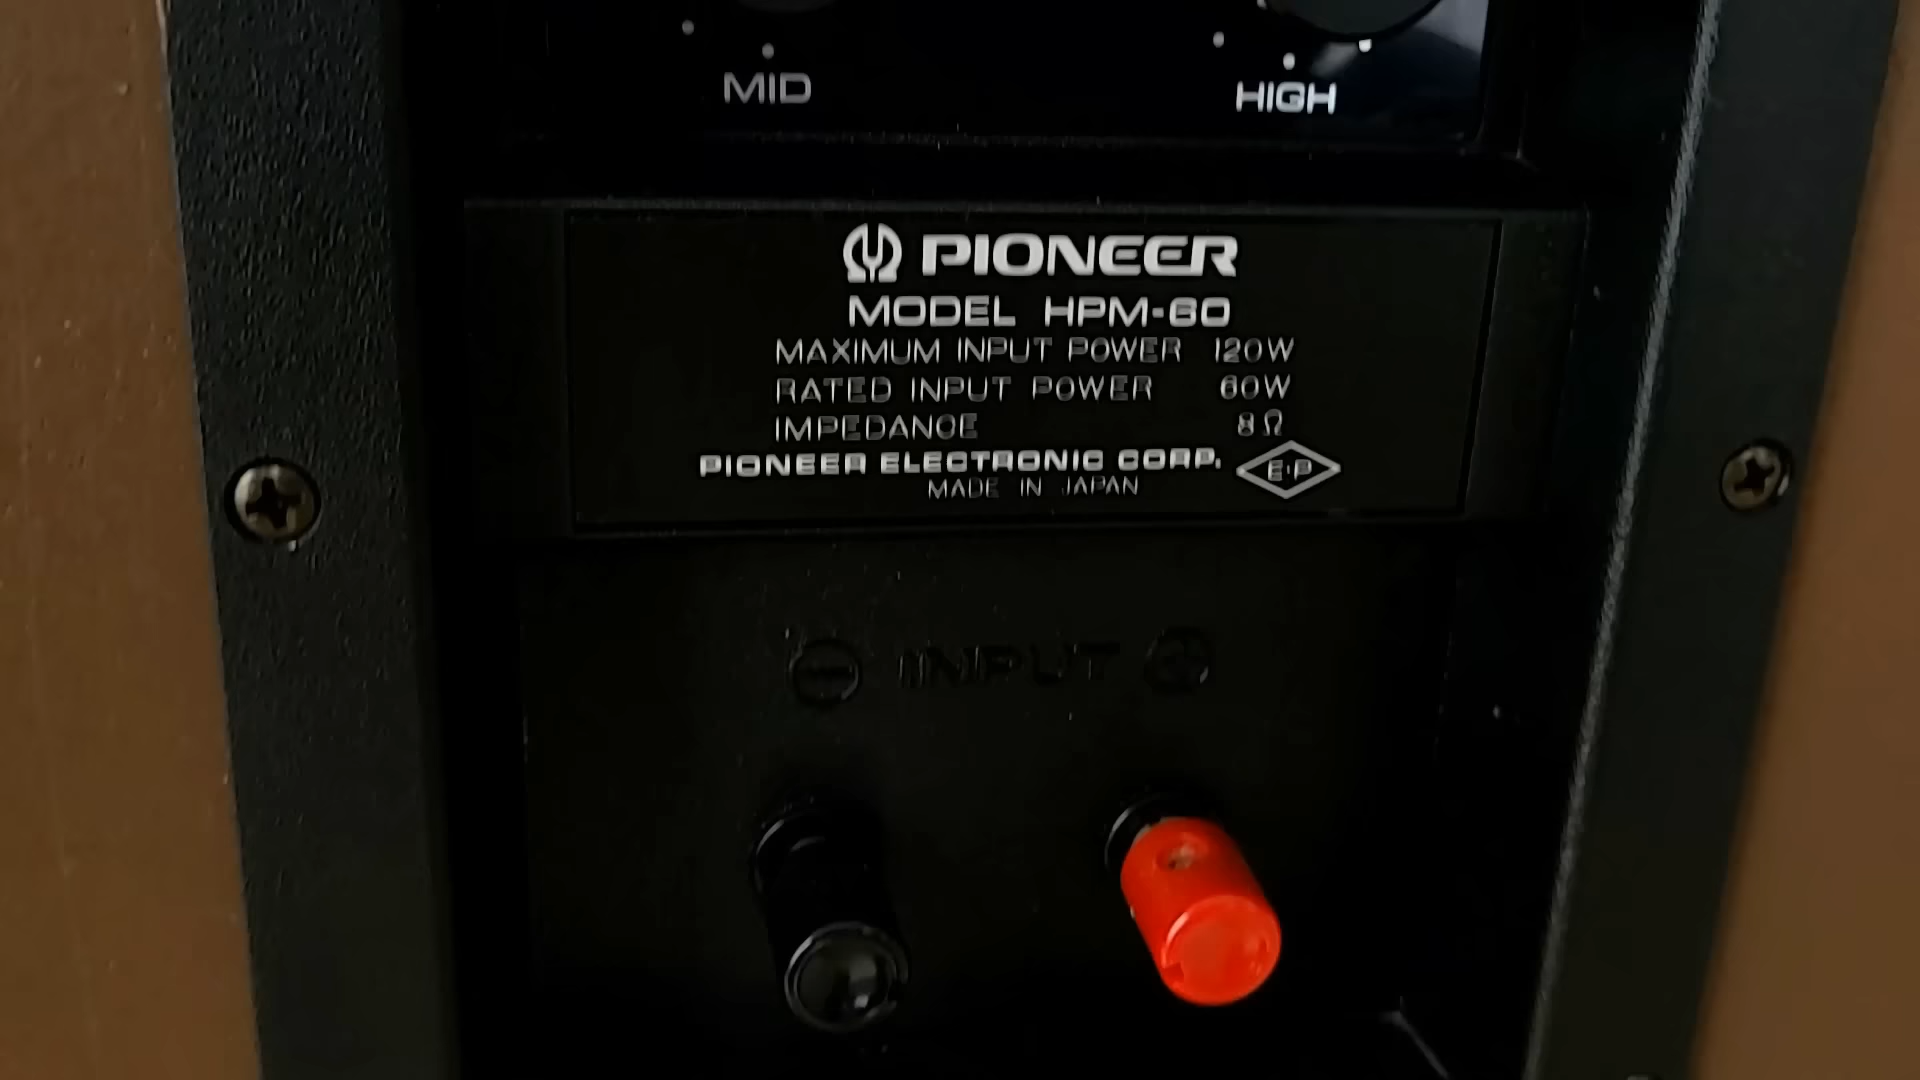 MID HIGH
PIONEER
MODEL HPM-60
MAXIMUM INPUT POWER 120W
RATED INPUT POWER 60W
IMPEDANCE 8Ω
PIONEER ELECTRONIC CORP. E·P
MADE IN JAPAN
⊖ INPUT ⊕